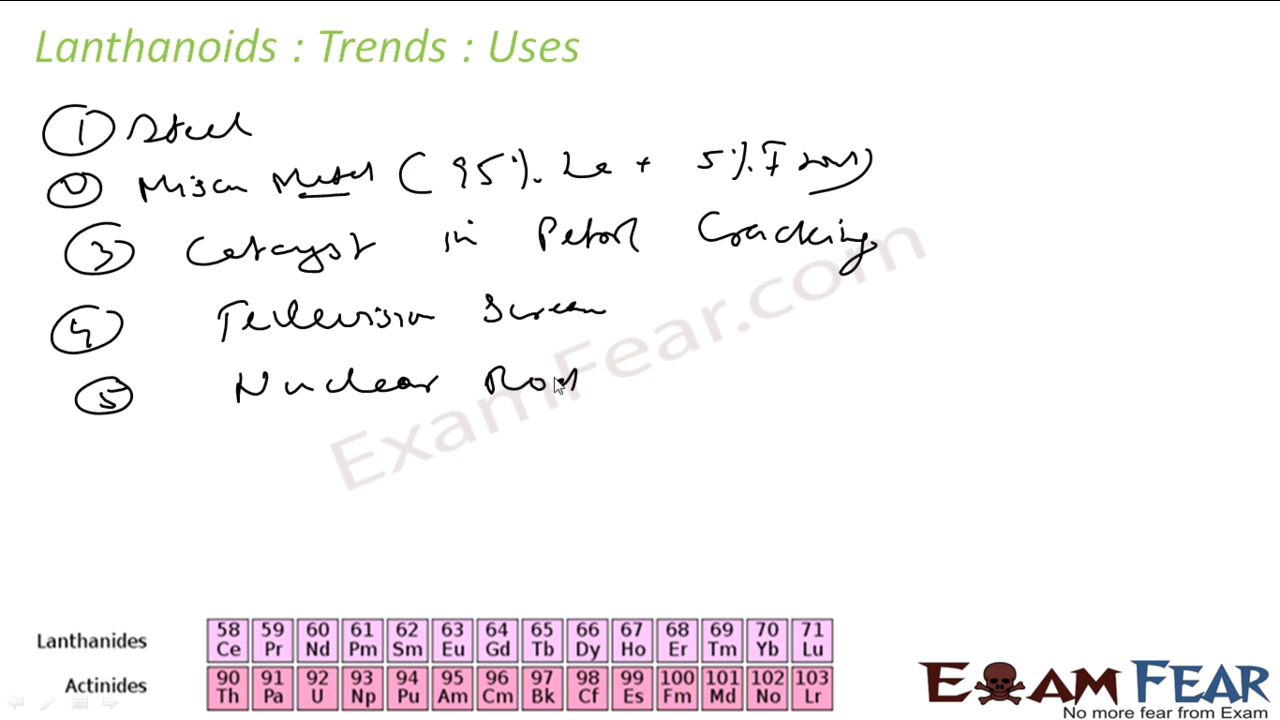 Lanthanoids : Trends : Uses
① Steel
② Misch Metal ( 95%. La + 5%. Iron)
③ Catayst in Petrol Cracking
④ Television Screen
⑤ Nuclear Rod
ExamFear.com
Lanthanides 58 Ce 59 Pr 60 Nd 61 Pm 62 Sm 63 Eu 64 Gd 65 Tb 66 Dy 67 Ho 68 Er 69 Tm 70 Yb 71 Lu
Actinides 90 Th 91 Pa 92 U 93 Np 94 Pu 95 Am 96 Cm 97 Bk 98 Cf 99 Es 100 Fm 101 Md 102 No 103 Lr
EXAM FEAR
No more fear from Exam